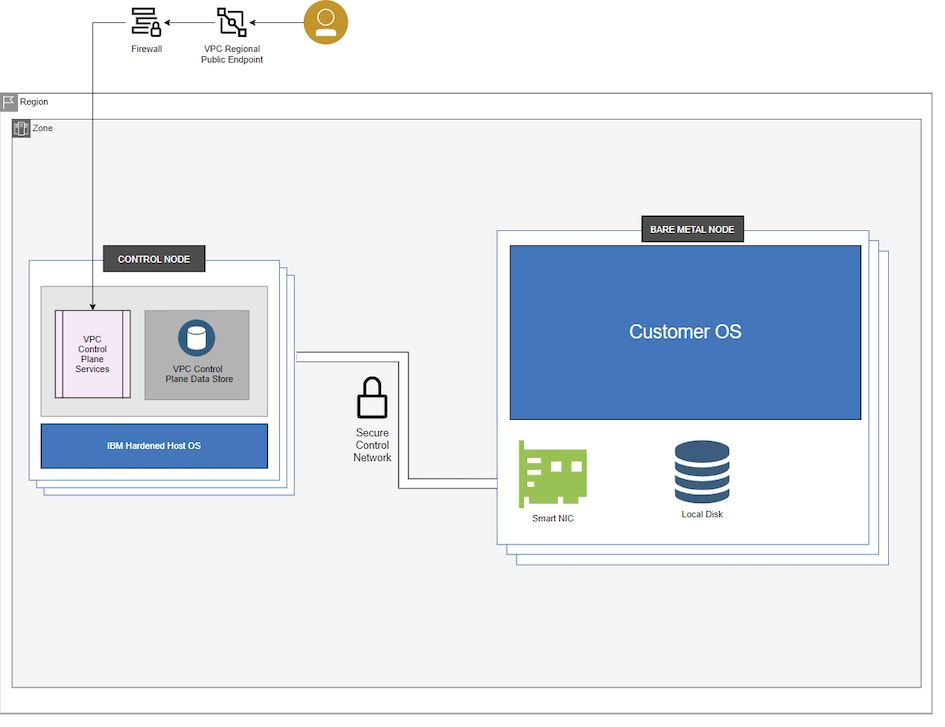 Firewall
VPC Regional
Public Endpoint
Region
Zone
CONTROL NODE
VPC
Control
Plane
Services
VPC Control
Plane Data Store
IBM Hardened Host OS
Secure
Control
Network
BARE METAL NODE
Customer OS
Smart NIC
Local Disk